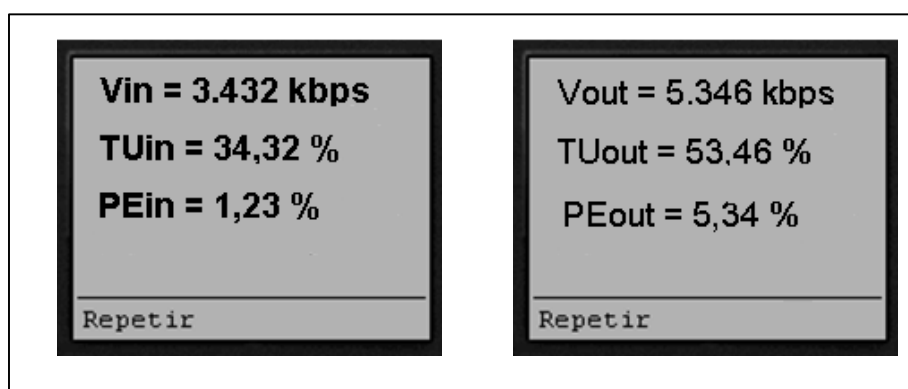 Vin = 3.432 kbps
TUin = 34,32 %
PEin = 1,23 %
Repetir
Vout = 5.346 kbps
TUout = 53,46 %
PEout = 5,34 %
Repetir